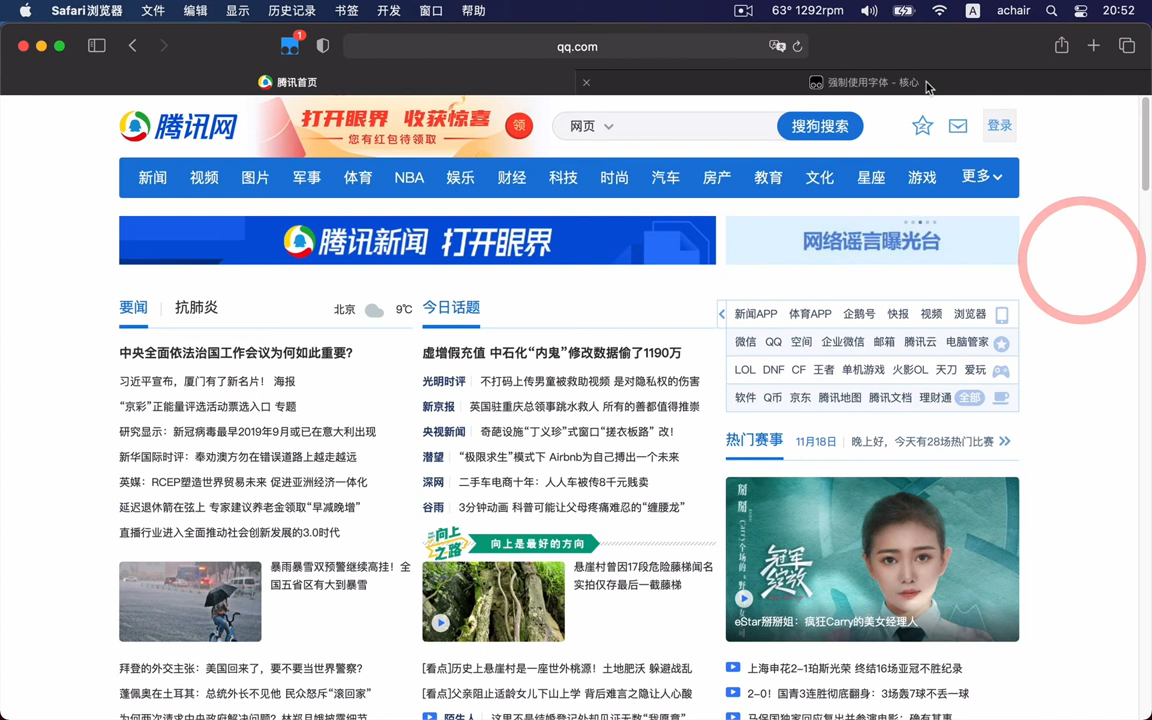 Safari浏览器 文件 编辑 显示 历史记录 书签 开发 窗口 帮助 63° 1292rpm A achair 20:52
1 qq.com
腾讯首页 强制使用字体 - 核心
腾讯网 打开眼界 收获惊喜 领 网页 搜狗搜索 登录
您有红包待领取
新闻 视频 图片 军事 体育 NBA 娱乐 财经 科技 时尚 汽车 房产 教育 文化 星座 游戏 更多
腾讯新闻 打开眼界 网络谣言曝光台
要闻 抗肺炎 北京 9℃ 今日话题
新闻APP 体育APP 企鹅号 快报 视频 浏览器
微信 QQ 空间 企业微信 邮箱 腾讯云 电脑管家
LOL DNF CF 王者 单机游戏 火影OL 天刀 爱玩
软件 Q币 京东 腾讯地图 腾讯文档 理财通 全部
中央全面依法治国工作会议为何如此重要?
习近平宣布，厦门有了新名片！ 海报
“京彩”正能量评选活动票选入口 专题
研究显示：新冠病毒最早2019年9月或已在意大利出现
新华国际时评：奉劝澳方勿在错误道路上越走越远
英媒：RCEP塑造世界贸易未来 促进亚洲经济一体化
延迟退休箭在弦上 专家建议养老金领取“早减晚增”
直播行业进入全面推动社会创新发展的3.0时代
暴雨暴雪双预警继续高挂！全
国五省区有大到暴雪
拜登的外交主张：美国回来了，要不要当世界警察?
蓬佩奥在土耳其：总统外长不见他 民众怒斥“滚回家”
虚增假充值 中石化“内鬼”修改数据偷了1190万
光明时评 不打码上传男童被救助视频 是对隐私权的伤害
新京报 英国驻重庆总领事跳水救人 所有的善都值得推崇
央视新闻 奇葩设施“丁义珍”式窗口“搓衣板路” 改！
潜望 “极限求生”模式下 Airbnb为自己搏出一个未来
深网 二手车电商十年：人人车被传8千元贱卖
谷雨 3分钟动画 科普可能让父母疼痛难忍的“缠腰龙”
向上之路 向上是最好的方向
悬崖村曾因17段危险藤梯闻名
实拍仅存最后一截藤梯
[看点]历史上悬崖村是一座世外桃源！土地肥沃 躲避战乱
[看点]父亲阻止适龄女儿下山上学 背后难言之隐让人心酸
陌生人 这里不是结婚登记处却见证无数“我愿意”
热门赛事 11月18日 晚上好，今天有28场热门比赛
冠军绽放
eStar掰掰姐：疯狂Carry的美女经理人
上海申花2-1珀斯光荣 终结16场亚冠不胜纪录
2-0！国青3连胜彻底翻身：3场轰7球不丢一球